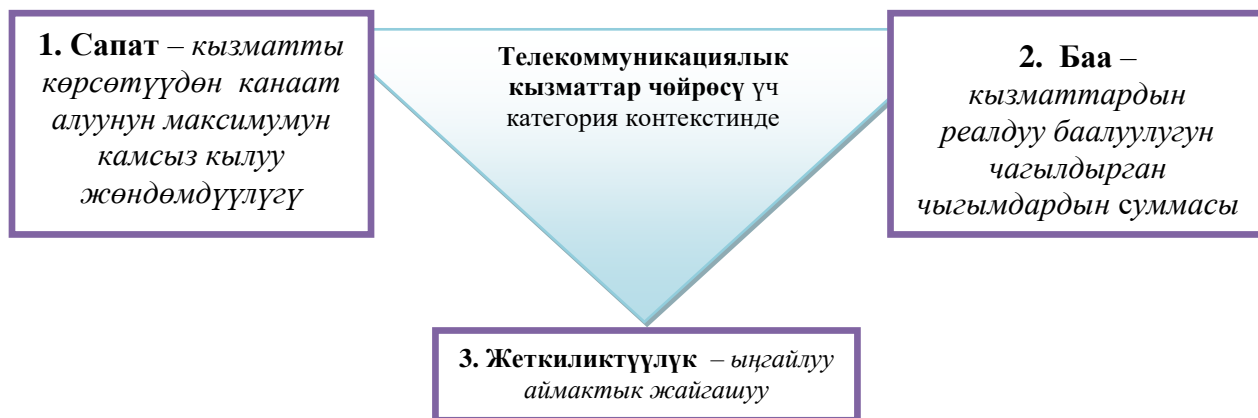 1. Сапат – кызматты
көрсөтүүдөн канаат
алуунун максимумун
камсыз кылуу
жөндөмдүүлүгү
Телекоммуникациялык
кызматтар чөйрөсү үч
категория контекстинде
2. Баа –
кызматтардын
реалдуу баалуулугун
чагылдырган
чыгымдардын суммасы
3. Жеткиликтүүлүк – ыңгайлуу
аймактык жайгашуу